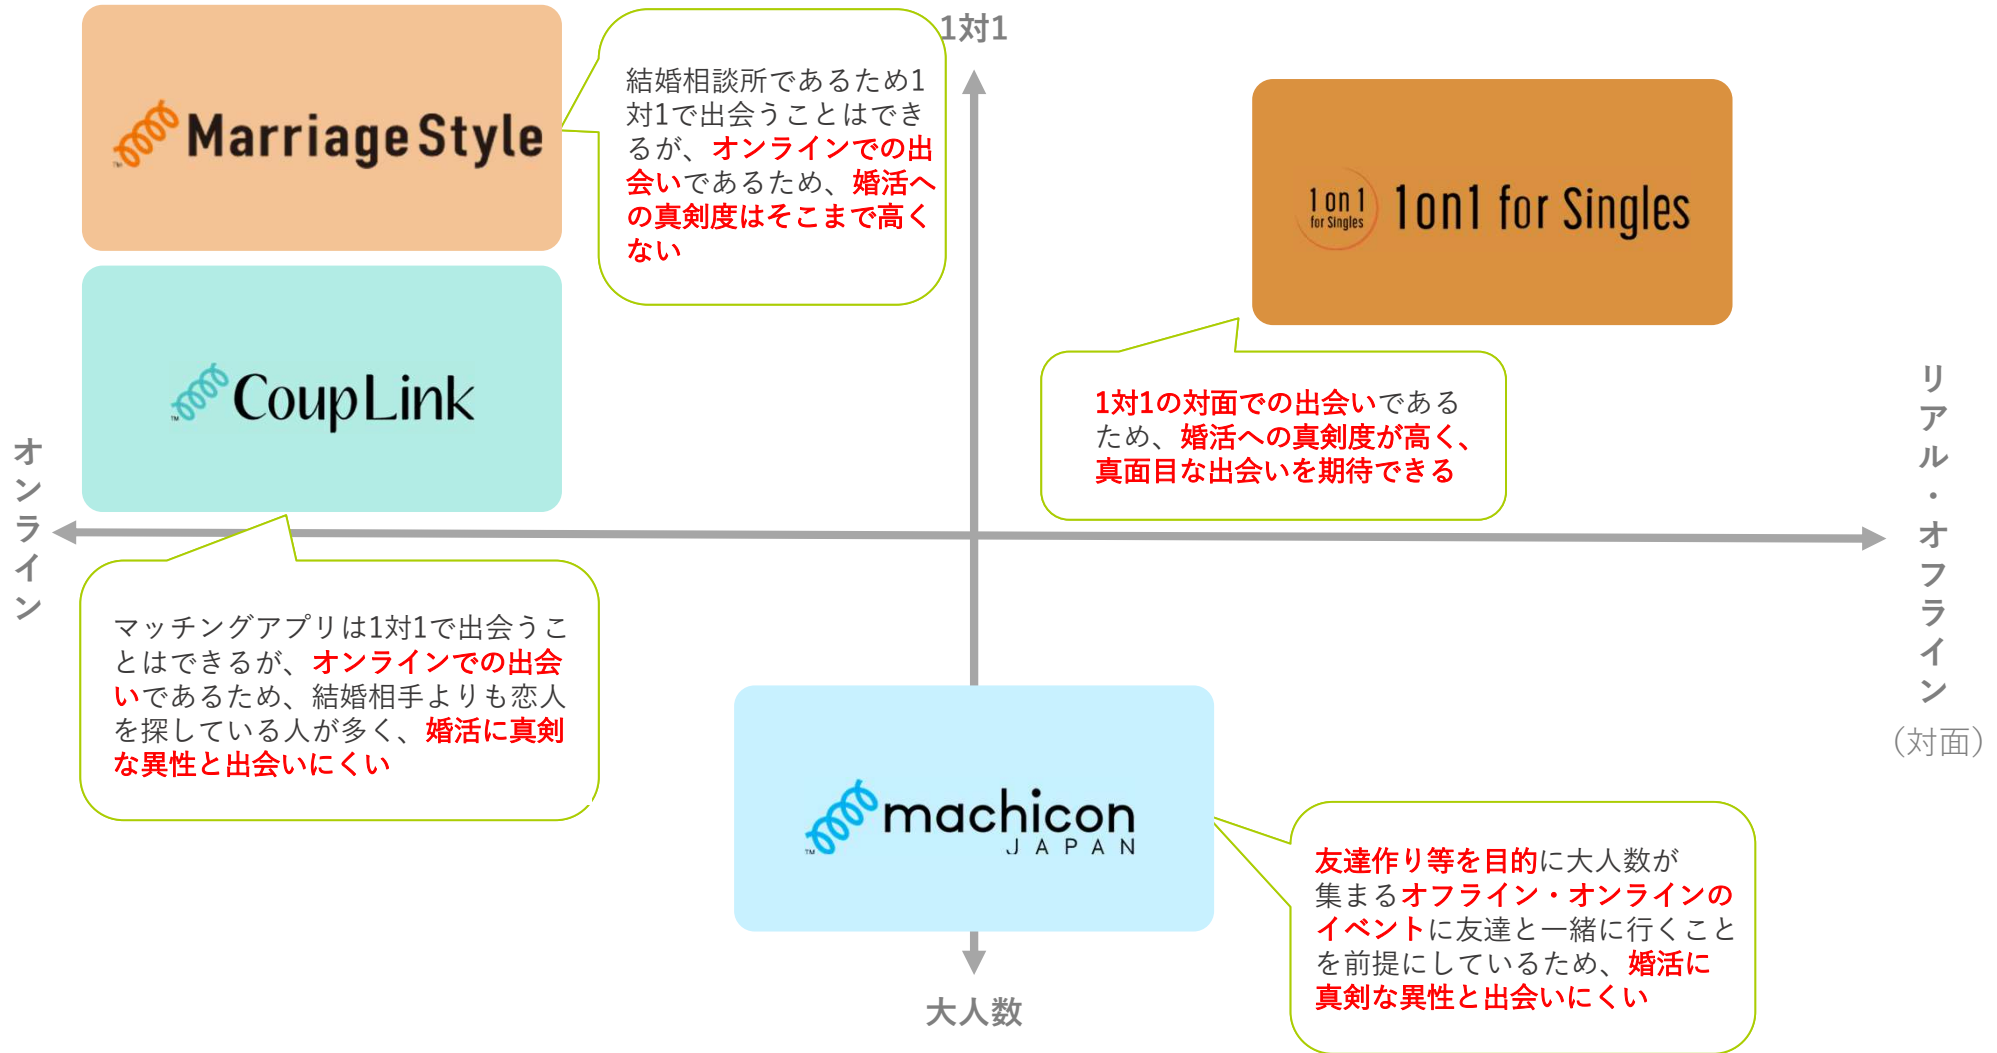 1対1
Marriage Style
TM
結婚相談所であるため1
対1で出会うことはでき
るが、オンラインでの出
会いであるため、婚活へ
の真剣度はそこまで高く
ない
1 on 1
for Singles
1on1 for Singles
CoupLink
TM
1対1の対面での出会いである
ため、婚活への真剣度が高く、
真面目な出会いを期待できる
オンライン
リアル・オフライン
（対面）
マッチングアプリは1対1で出会うこ
とはできるが、オンラインでの出会
いであるため、結婚相手よりも恋人
を探している人が多く、婚活に真剣
な異性と出会いにくい
machicon
JAPAN
TM
友達作り等を目的に大人数が
集まるオフライン・オンラインの
イベントに友達と一緒に行くこと
を前提にしているため、婚活に
真剣な異性と出会いにくい
大人数